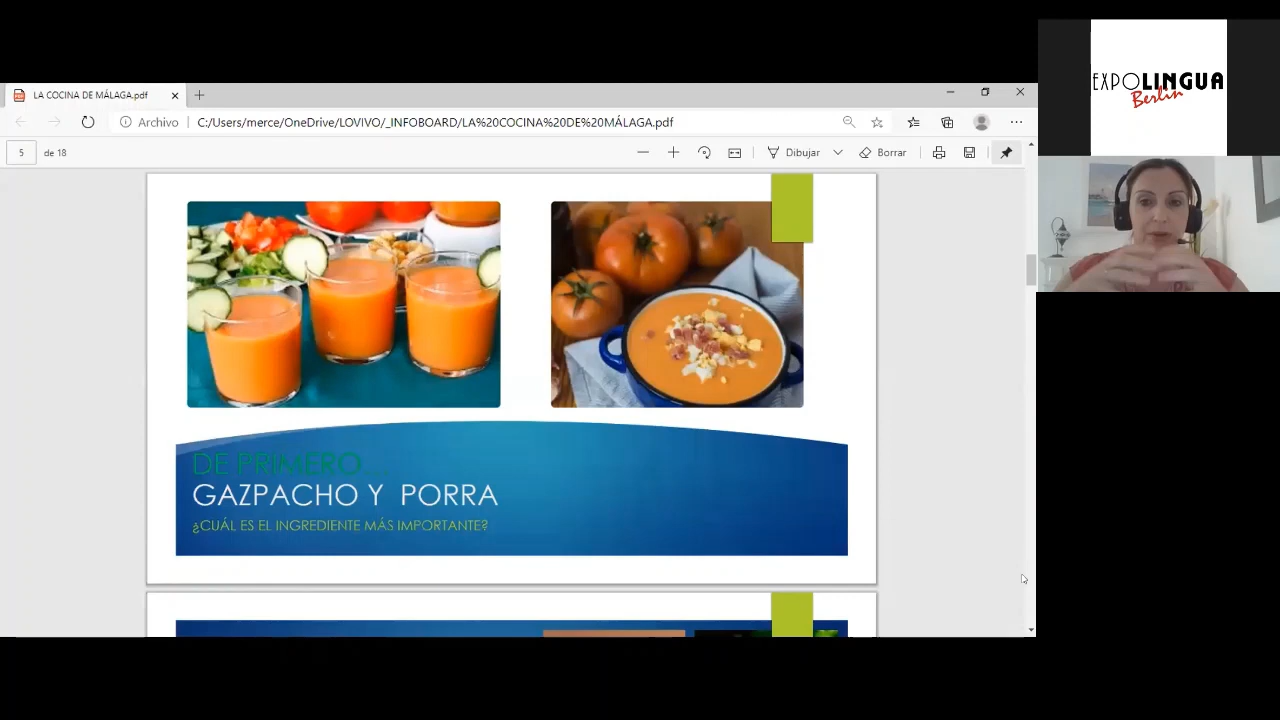 LA COCINA DE MÁLAGA.pdf
Archivo
C:/Users/merce/OneDrive/LOVIVO/_INFOBOARD/LA%20COCINA%20DE%20MÁLAGA.pdf
5 de 18
Dibujar
Borrar
EXPOLINGUA
Berlin
DE PRIMERO...
GAZPACHO Y PORRA
¿CUÁL ES EL INGREDIENTE MÁS IMPORTANTE?